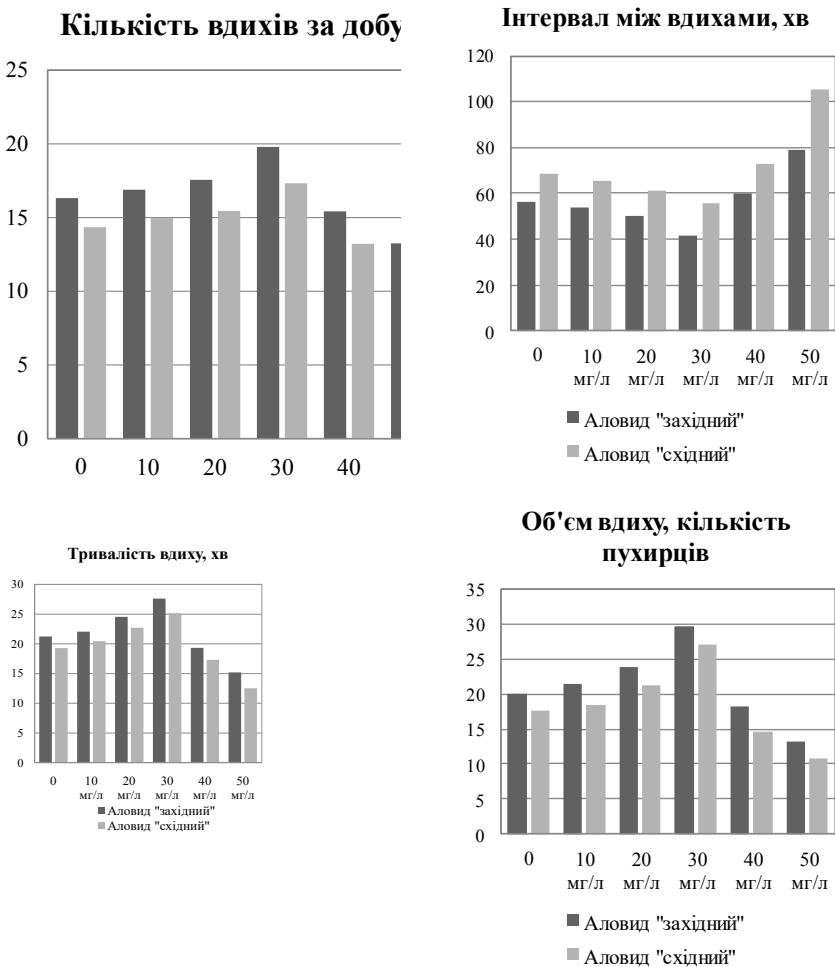 Кількість вдихів за добу
25
20
15
10
5
0
0 10 20 30 40
Інтервал між вдихами, хв
120
100
80
60
40
20
0
0 10 20 30 40 50
мг/л мг/л мг/л мг/л мг/л
Аловид "західний"
Аловид "східний"
Тривалість вдиху, хв
30
25
20
15
10
5
0
0 10 20 30 40 50
мг/л мг/л мг/л мг/л мг/л
Аловид "західний"
Аловид "східний"
Об'єм вдиху, кількість
пухирців
35
30
25
20
15
10
5
0
0 10 20 30 40 50
мг/л мг/л мг/л мг/л мг/л
Аловид "західний"
Аловид "східний"